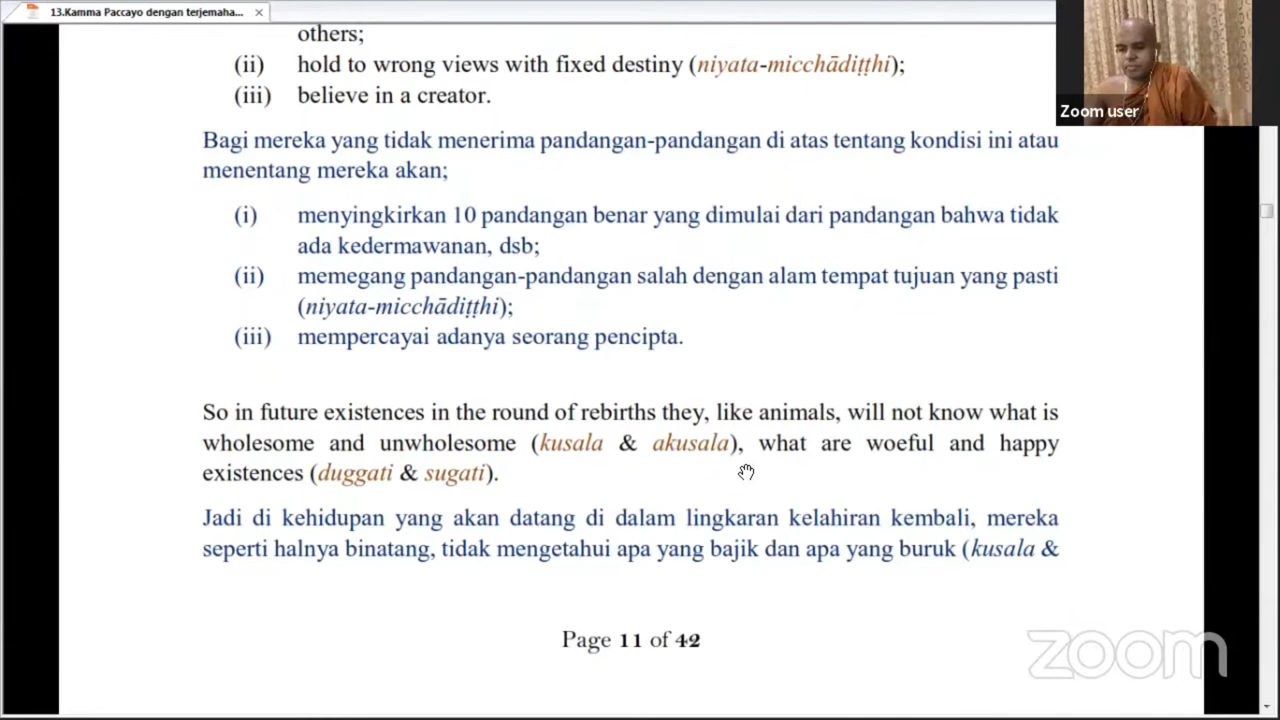 13.Kamma Paccayo dengan terjemaha...
others;
(ii) hold to wrong views with fixed destiny (niyata-micchādiṭṭhi);
(iii) believe in a creator.
Zoom user
Bagi mereka yang tidak menerima pandangan-pandangan di atas tentang kondisi ini atau
menentang mereka akan;
(i) menyingkirkan 10 pandangan benar yang dimulai dari pandangan bahwa tidak
ada kedermawanan, dsb;
(ii) memegang pandangan-pandangan salah dengan alam tempat tujuan yang pasti
(niyata-micchādiṭṭhi);
(iii) mempercayai adanya seorang pencipta.
So in future existences in the round of rebirths they, like animals, will not know what is
wholesome and unwholesome (kusala & akusala), what are woeful and happy
existences (duggati & sugati).
Jadi di kehidupan yang akan datang di dalam lingkaran kelahiran kembali, mereka
seperti halnya binatang, tidak mengetahui apa yang bajik dan apa yang buruk (kusala &
Page 11 of 42
zoom